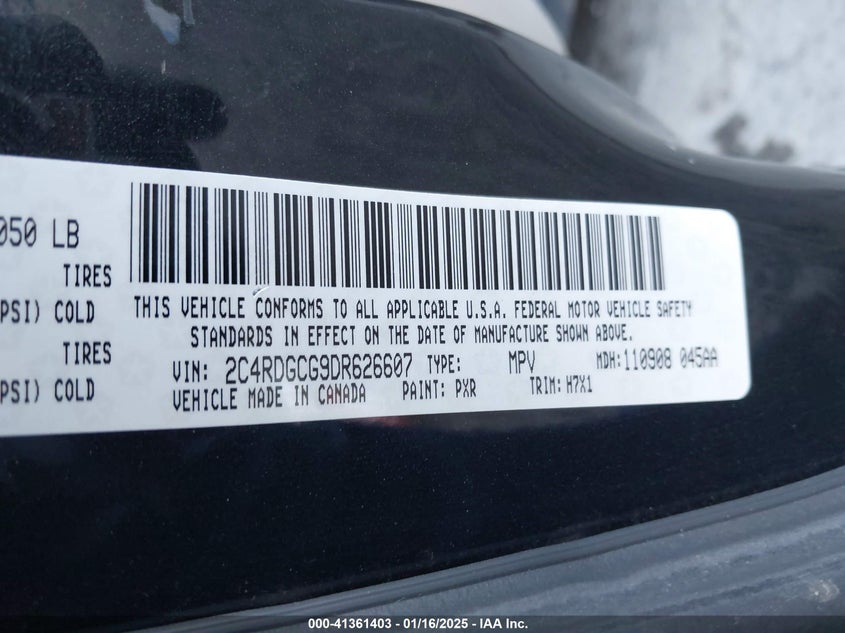 050 LB
TIRES
PSI) COLD
TIRES
PSI) COLD
THIS VEHICLE CONFORMS TO ALL APPLICABLE U.S.A. FEDERAL MOTOR VEHICLE SAFETY
STANDARDS IN EFFECT ON THE DATE OF MANUFACTURE SHOWN ABOVE.
VIN: 2C4RDGCG9DR626607 TYPE: MPV MDH:110908 045AA
VEHICLE MADE IN CANADA PAINT: PXR TRIM: H7X1
000-41361403 - 01/16/2025 - IAA Inc.